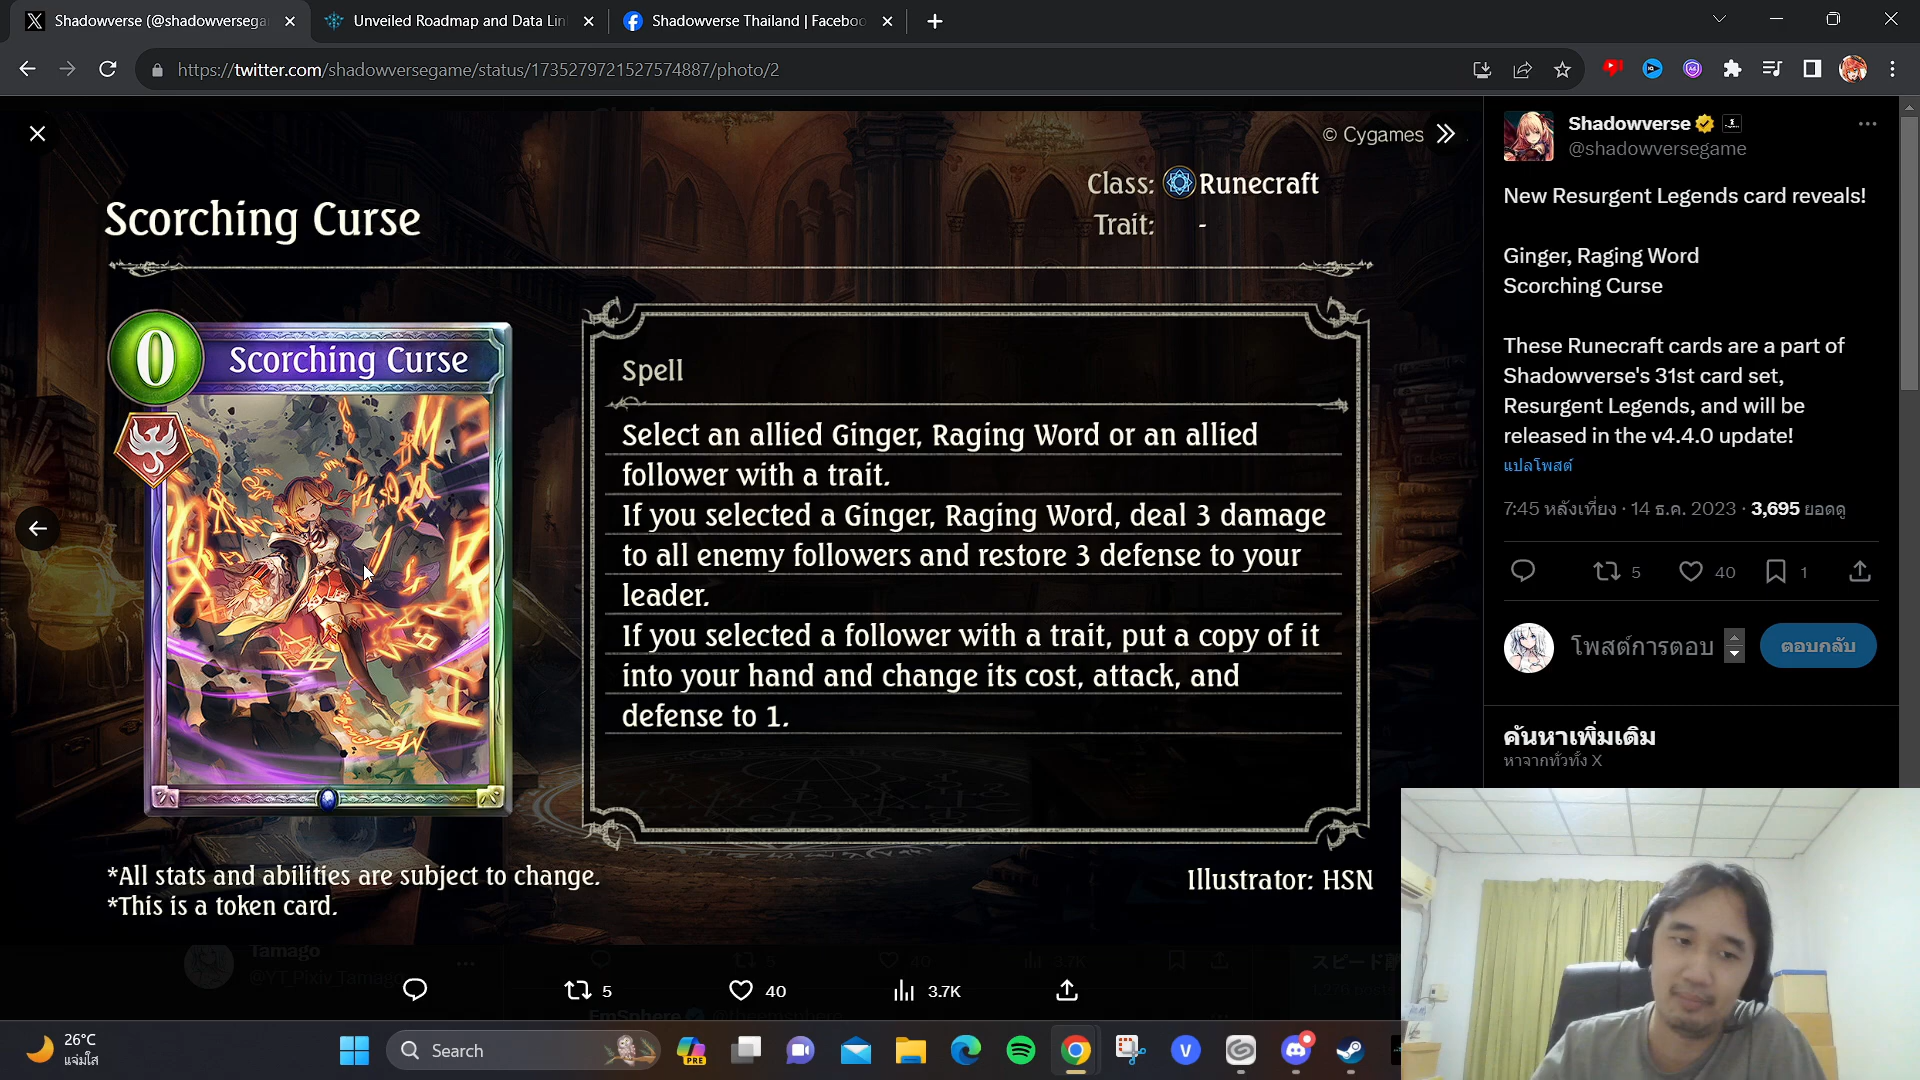 Shadowverse (@shadowversega
Unveiled Roadmap and Data Lin
Shadowverse Thailand | Faceboo
https://twitter.com/shadowversegame/status/1735279721527574887/photo/2
© Cygames
Class: Runecraft
Trait: -
Scorching Curse
0
Scorching Curse
Spell
Select an allied Ginger, Raging Word or an allied
follower with a trait.
If you selected a Ginger, Raging Word, deal 3 damage
to all enemy followers and restore 3 defense to your
leader.
If you selected a follower with a trait, put a copy of it
into your hand and change its cost, attack, and
defense to 1.
*All stats and abilities are subject to change.
*This is a token card.
Illustrator: HSN
Tamago
@YT_Pixiv_Tamago
5
40
3.7K
EmSphere
Shadowverse
@shadowversegame
New Resurgent Legends card reveals!
Ginger, Raging Word
Scorching Curse
These Runecraft cards are a part of
Shadowverse's 31st card set,
Resurgent Legends, and will be
released in the v4.4.0 update!
แปลโพสต์
7:45 หลังเที่ยง · 14 ธ.ค. 2023 · 3,695 ยอดดู
5
40
1
โพสต์การตอบ
ตอบกลับ
ค้นหาเพิ่มเติม
หาจากทั่วทั้ง X
26°C
แจ่มใส
Search
PRE